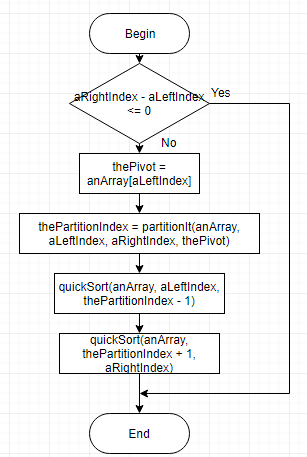 Begin
aRightIndex - aLeftIndex
<= 0
Yes
No
thePivot =
anArray[aLeftIndex]
thePartitionIndex = partitionIt(anArray,
aLeftIndex, aRightIndex, thePivot)
quickSort(anArray, aLeftIndex,
thePartitionIndex - 1)
quickSort(anArray,
thePartitionIndex + 1,
aRightIndex)
End